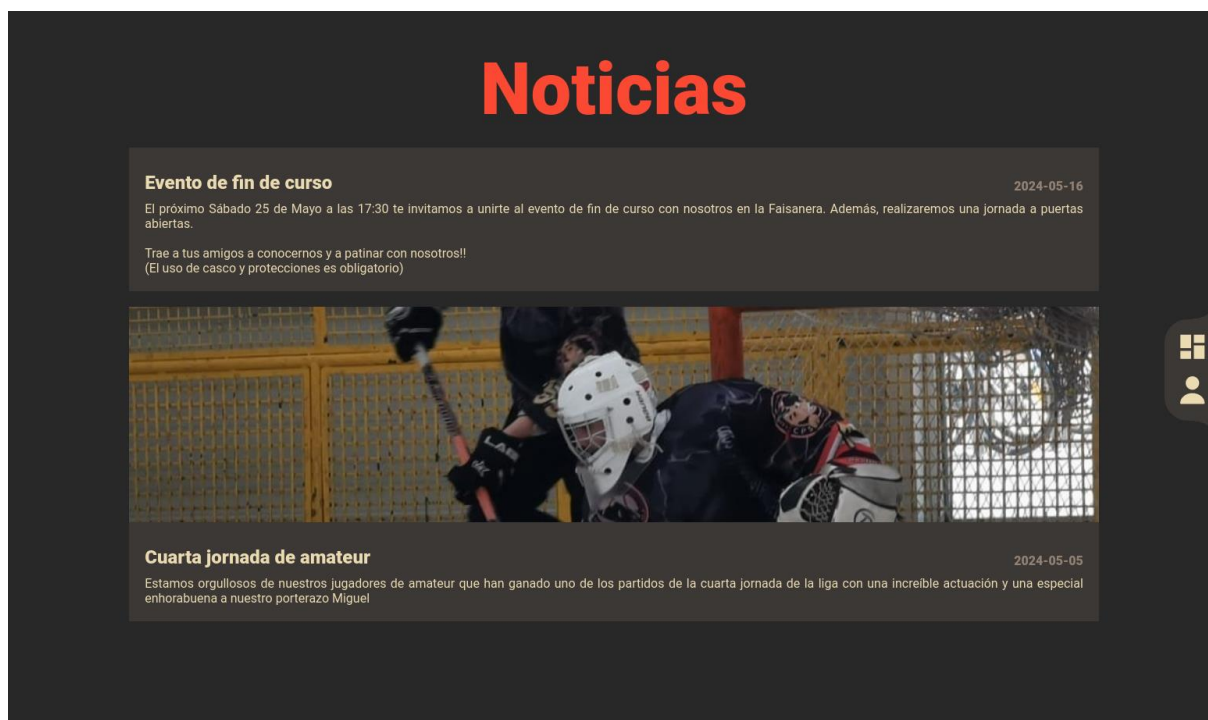 Noticias
Evento de fin de curso
2024-05-16
El próximo Sábado 25 de Mayo a las 17:30 te invitamos a unirte al evento de fin de curso con nosotros en la Faisanera. Además, realizaremos una jornada a puertas
abiertas.
Trae a tus amigos a conocernos y a patinar con nosotros!!
(El uso de casco y protecciones es obligatorio)
Cuarta jornada de amateur
2024-05-05
Estamos orgullosos de nuestros jugadores de amateur que han ganado uno de los partidos de la cuarta jornada de la liga con una increíble actuación y una especial
enhorabuena a nuestro porterazo Miguel